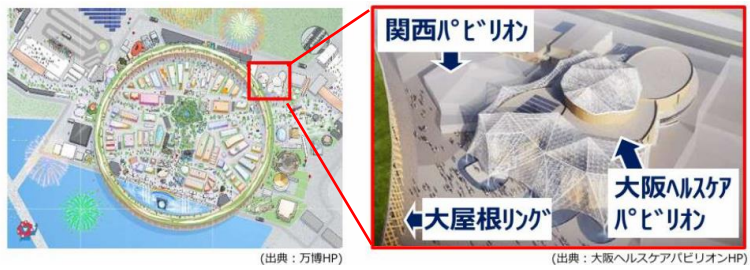 関西パビリオン
大阪ヘルスケア
パビリオン
大屋根リング
(出典：万博HP)
(出典：大阪ヘルスケアパビリオンHP)